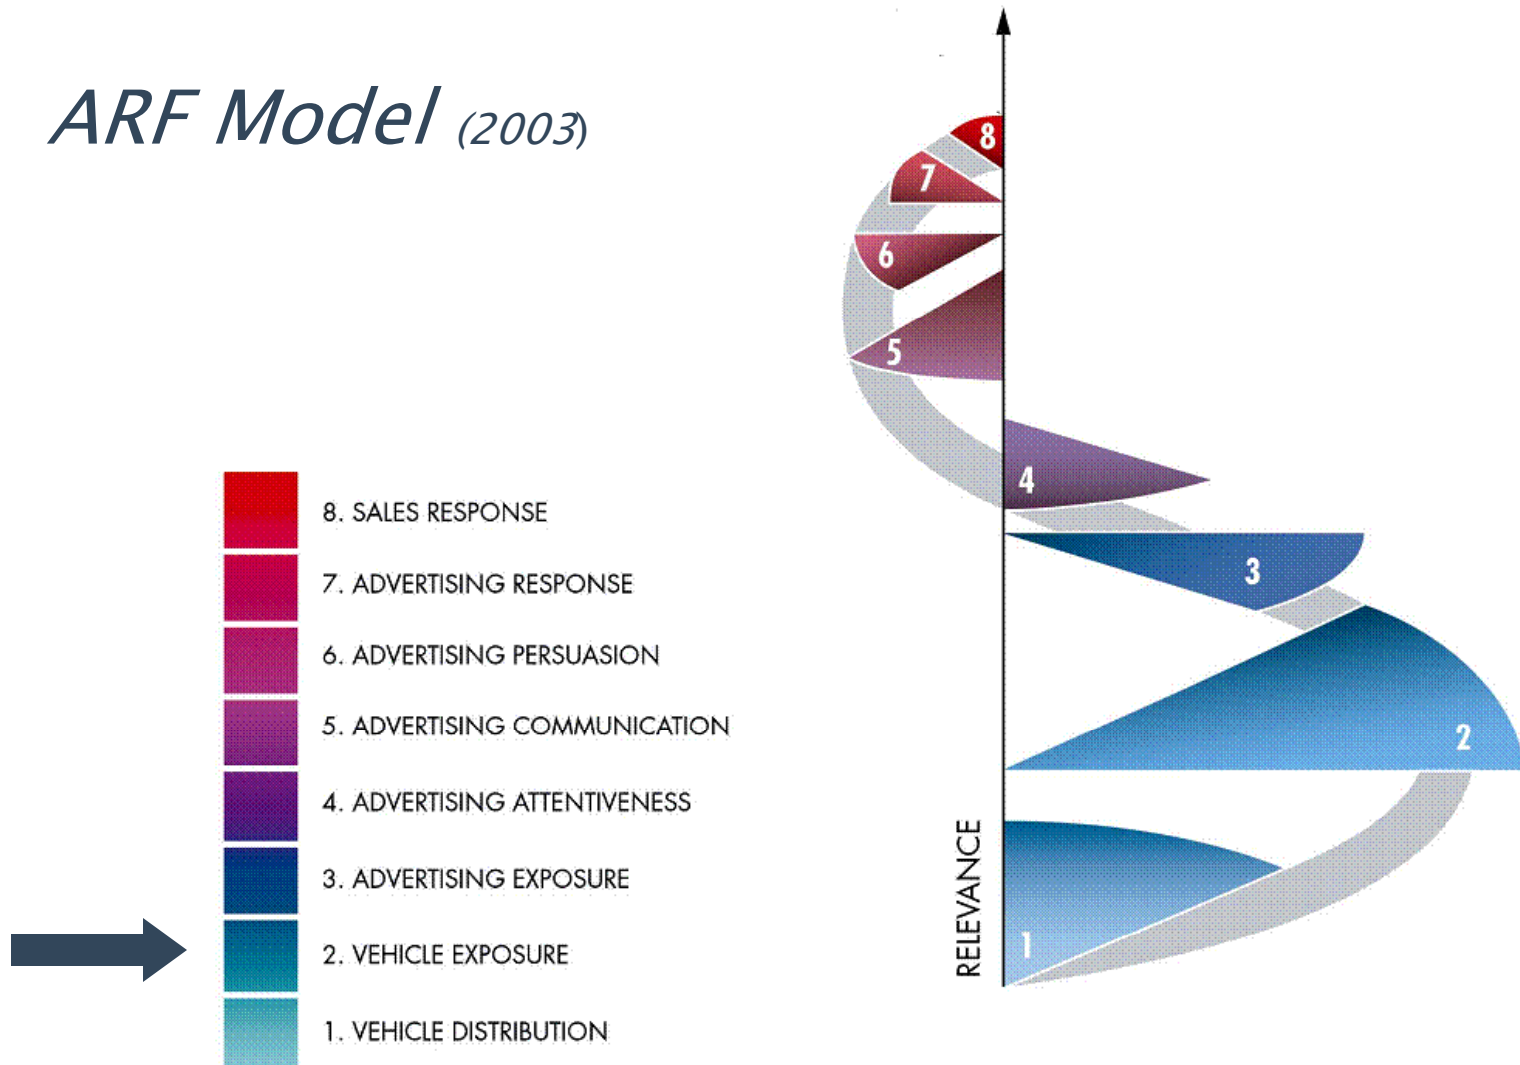 ARF Model (2003)
8. SALES RESPONSE
7. ADVERTISING RESPONSE
6. ADVERTISING PERSUASION
5. ADVERTISING COMMUNICATION
4. ADVERTISING ATTENTIVENESS
3. ADVERTISING EXPOSURE
2. VEHICLE EXPOSURE
1. VEHICLE DISTRIBUTION
8
7
6
5
4
3
2
1
RELEVANCE